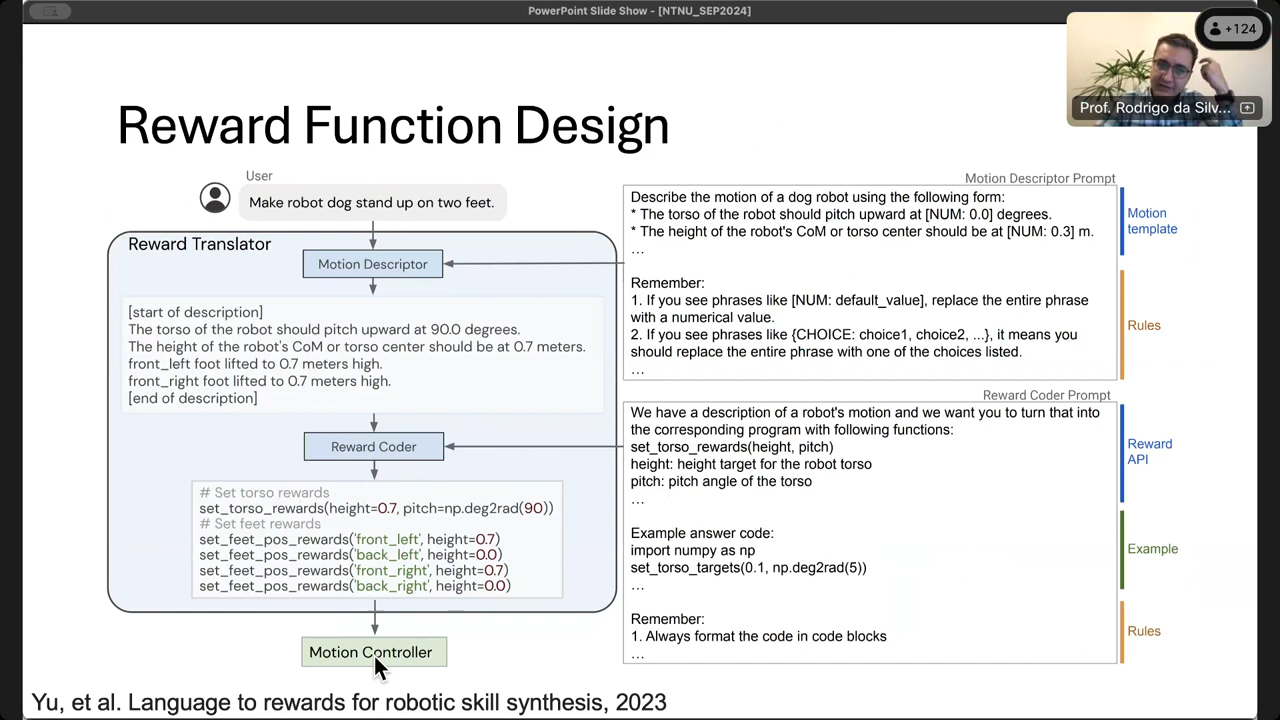 PowerPoint Slide Show - [NTNU_SEP2024]
+124
Prof. Rodrigo da Silv...
Reward Function Design
User
Make robot dog stand up on two feet.
Reward Translator
Motion Descriptor
[start of description]
The torso of the robot should pitch upward at 90.0 degrees.
The height of the robot's CoM or torso center should be at 0.7 meters.
front_left foot lifted to 0.7 meters high.
front_right foot lifted to 0.7 meters high.
[end of description]
Reward Coder
# Set torso rewards
set_torso_rewards(height=0.7, pitch=np.deg2rad(90))
# Set feet rewards
set_feet_pos_rewards('front_left', height=0.7)
set_feet_pos_rewards('back_left', height=0.0)
set_feet_pos_rewards('front_right', height=0.7)
set_feet_pos_rewards('back_right', height=0.0)
Motion Controller
Motion Descriptor Prompt
Describe the motion of a dog robot using the following form:
* The torso of the robot should pitch upward at [NUM: 0.0] degrees.
* The height of the robot's CoM or torso center should be at [NUM: 0.3] m.
...
Remember:
1. If you see phrases like [NUM: default_value], replace the entire phrase
with a numerical value.
2. If you see phrases like {CHOICE: choice1, choice2, ...}, it means you
should replace the entire phrase with one of the choices listed.
...
Motion
template
Rules
Reward Coder Prompt
We have a description of a robot's motion and we want you to turn that into
the corresponding program with following functions:
set_torso_rewards(height, pitch)
height: height target for the robot torso
pitch: pitch angle of the torso
...
Example answer code:
import numpy as np
set_torso_targets(0.1, np.deg2rad(5))
...
Remember:
1. Always format the code in code blocks
...
Reward
API
Example
Rules
Yu, et al. Language to rewards for robotic skill synthesis, 2023